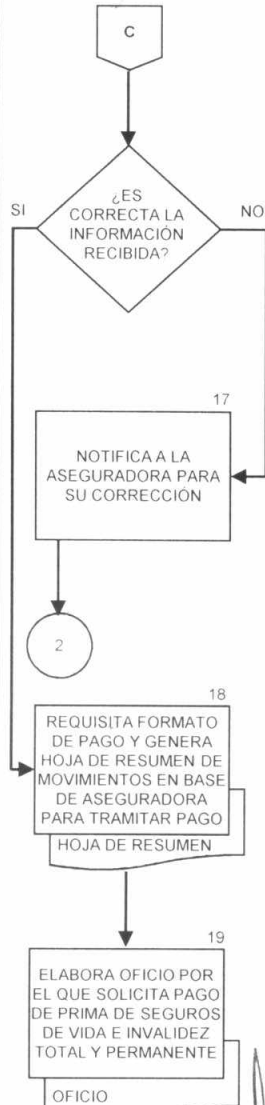 C
¿ES
CORRECTA LA
INFORMACIÓN
RECIBIDA?
SI
NO
17
NOTIFICA A LA
ASEGURADORA PARA
SU CORRECCIÓN
2
18
REQUISITA FORMATO
DE PAGO Y GENERA
HOJA DE RESUMEN DE
MOVIMIENTOS EN BASE
DE ASEGURADORA
PARA TRAMITAR PAGO
HOJA DE RESUMEN
19
ELABORA OFICIO POR
EL QUE SOLICITA PAGO
DE PRIMA DE SEGUROS
DE VIDA E INVALIDEZ
TOTAL Y PERMANENTE
OFICIO